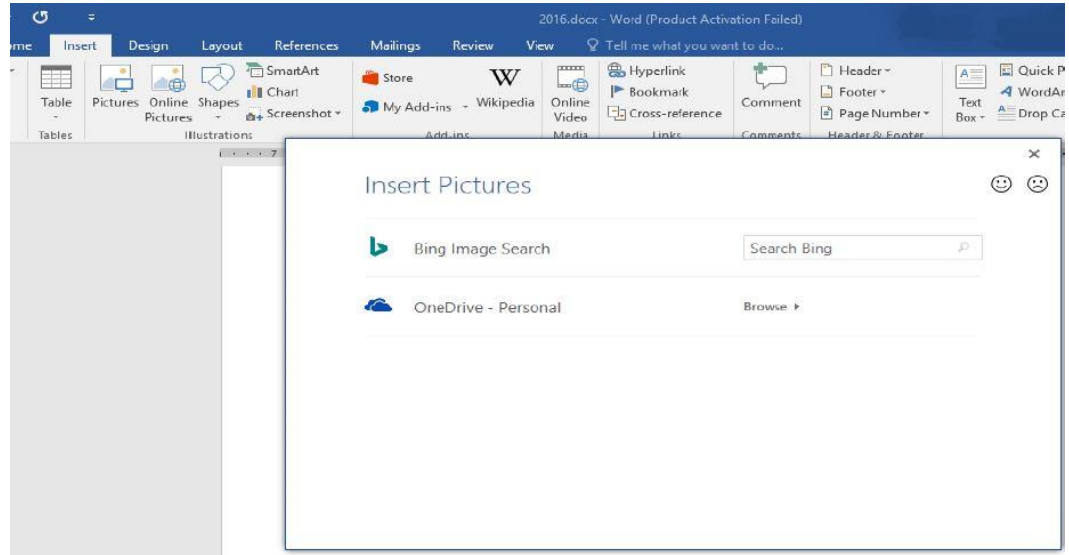 2016.docx - Word (Product Activation Failed)
ome Insert Design Layout References Mailings Review View Tell me what you want to do...
Table
Pictures
Online Pictures
Shapes
SmartArt
Chart
Screenshot
Store
My Add-ins
W
Wikipedia
Online Video
Hyperlink
Bookmark
Cross-reference
Comment
Header
Footer
Page Number
A
Text Box
Quick P
A WordAr
A Drop Ca
Tables Illustrations Add-ins Media Links Comments Header & Footer
7
Insert Pictures
Bing Image Search Search Bing
OneDrive - Personal Browse